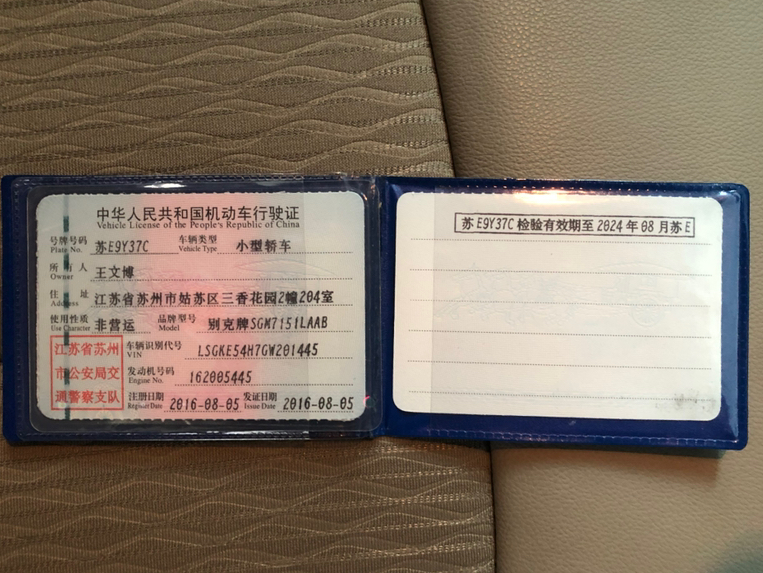 中华人民共和国机动车行驶证
Vehicle License of the People's Republic of China
号牌号码 苏E9Y37C 车辆类型 小型轿车
Plate No. Vehicle Type
所有人 王文博
Owner
住址 江苏省苏州市姑苏区三香花园2幢204室
Address
使用性质 非营运 品牌型号 别克牌SGM7151LAAB
Use Character Model
江苏省苏州
市公安局交
通警察支队
车辆识别代号 LSGKE54H7GW201445
VIN
发动机号码 162005445
Engine No.
注册日期 2016-08-05 发证日期 2016-08-05
Register Date Issue Date
苏E9Y37C 检验有效期至2024年08月苏E